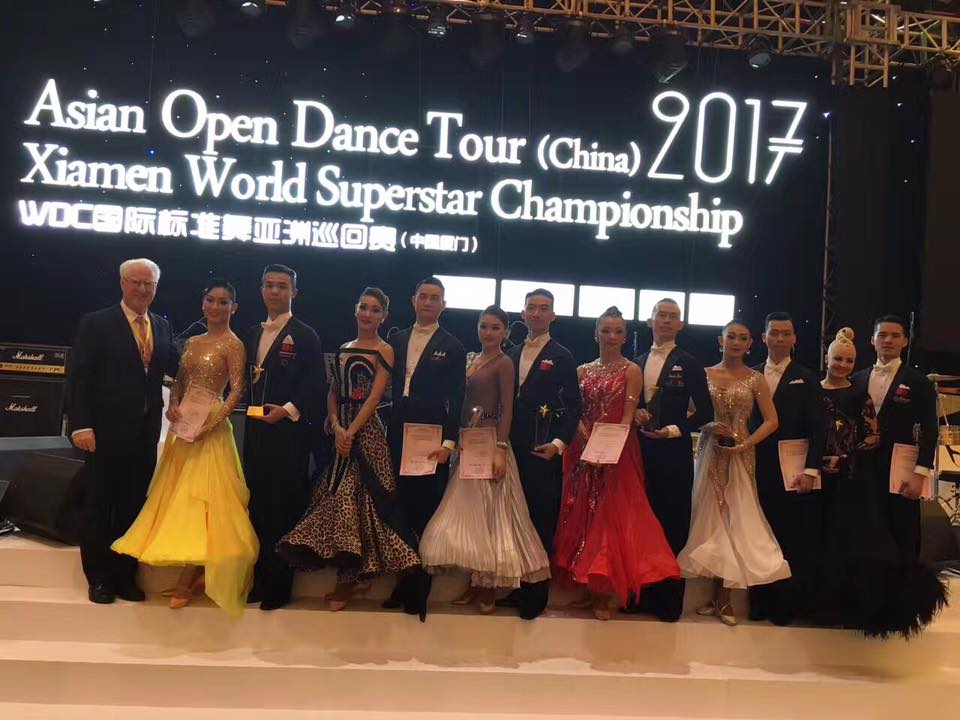 Asian Open Dance Tour (China) 2017
Xiamen World Superstar Championship
WDC国际标准舞亚洲巡回赛(中国厦门)
Marshall
Marshall